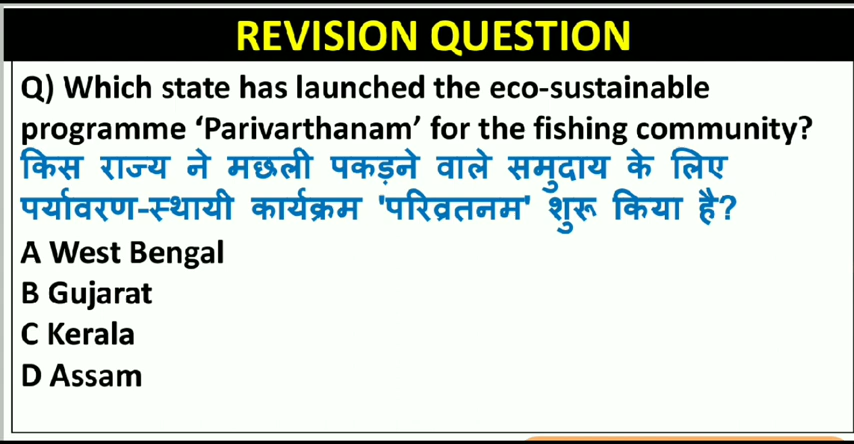 REVISION QUESTION
Q) Which state has launched the eco-sustainable
programme ‘Parivarthanam’ for the fishing community?
किस राज्य ने मछली पकड़ने वाले समुदाय के लिए
पर्यावरण-स्थायी कार्यक्रम 'परिव्रतनम' शुरू किया है?
A West Bengal
B Gujarat
C Kerala
D Assam